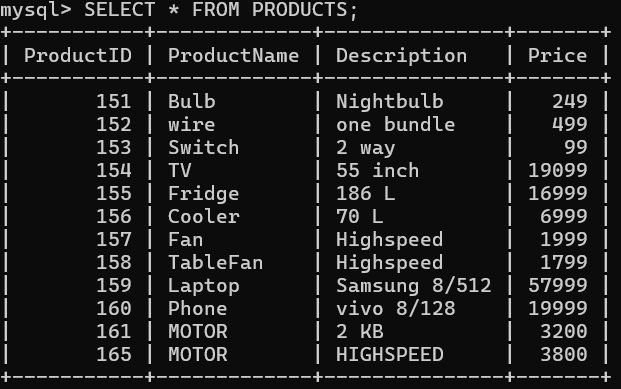 mysql> SELECT * FROM PRODUCTS;
+-----------+-------------+---------------+-------+
| ProductID | ProductName | Description   | Price |
+-----------+-------------+---------------+-------+
|       151 | Bulb        | Nightbulb     |   249 |
|       152 | wire        | one bundle    |   499 |
|       153 | Switch      | 2 way         |    99 |
|       154 | TV          | 55 inch       | 19099 |
|       155 | Fridge      | 186 L         | 16999 |
|       156 | Cooler      | 70 L          |  6999 |
|       157 | Fan         | Highspeed     |  1999 |
|       158 | TableFan    | Highspeed     |  1799 |
|       159 | Laptop      | Samsung 8/512 | 57999 |
|       160 | Phone       | vivo 8/128    | 19999 |
|       161 | MOTOR       | 2 KB          |  3200 |
|       165 | MOTOR       | HIGHSPEED     |  3800 |
+-----------+-------------+---------------+-------+